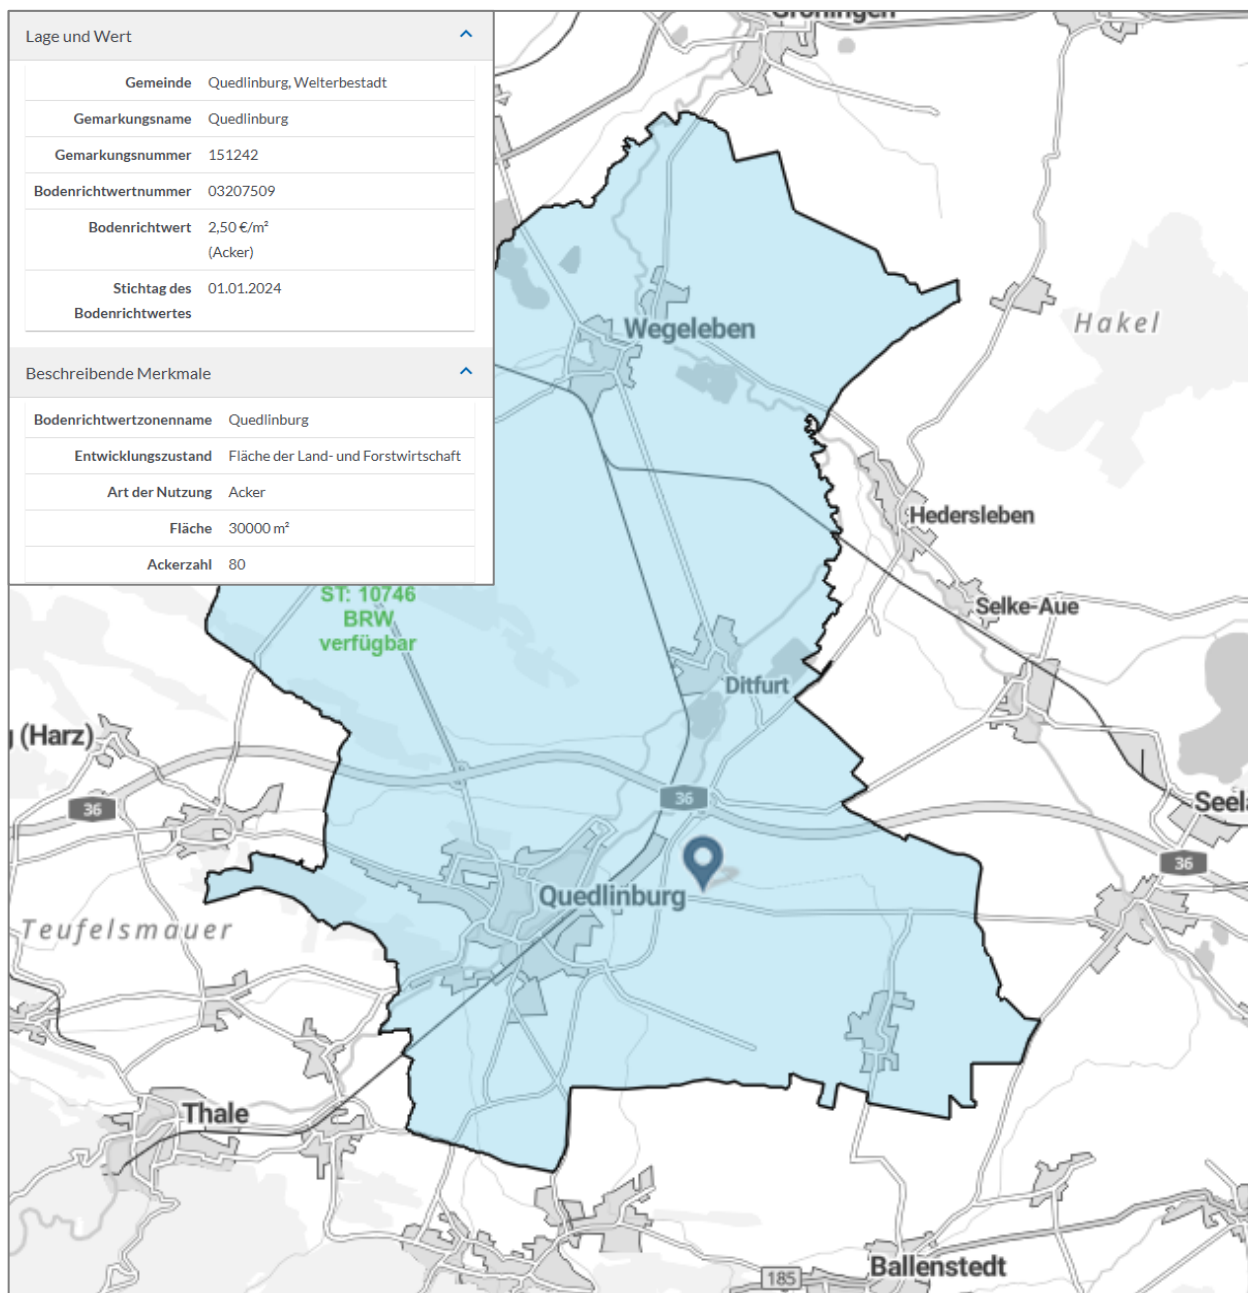 Lage und Wert
Gemeinde Quedlinburg, Welterbestadt
Gemarkungsname Quedlinburg
Gemarkungsnummer 151242
Bodenrichtwertnummer 03207509
Bodenrichtwert 2,50 €/m²
(Acker)
Stichtag des 01.01.2024
Bodenrichtwertes
Beschreibende Merkmale
Bodenrichtwertzonenname Quedlinburg
Entwicklungszustand Fläche der Land- und Forstwirtschaft
Art der Nutzung Acker
Fläche 30000 m²
Ackerzahl 80
Gröningen
Hakel
Wegeleben
Hedersleben
Selke-Aue
ST: 10746
BRW
verfügbar
Ditfurt
(Harz)
36
36
Seela
36
Quedlinburg
Teufelsmauer
Thale
Ballenstedt
185